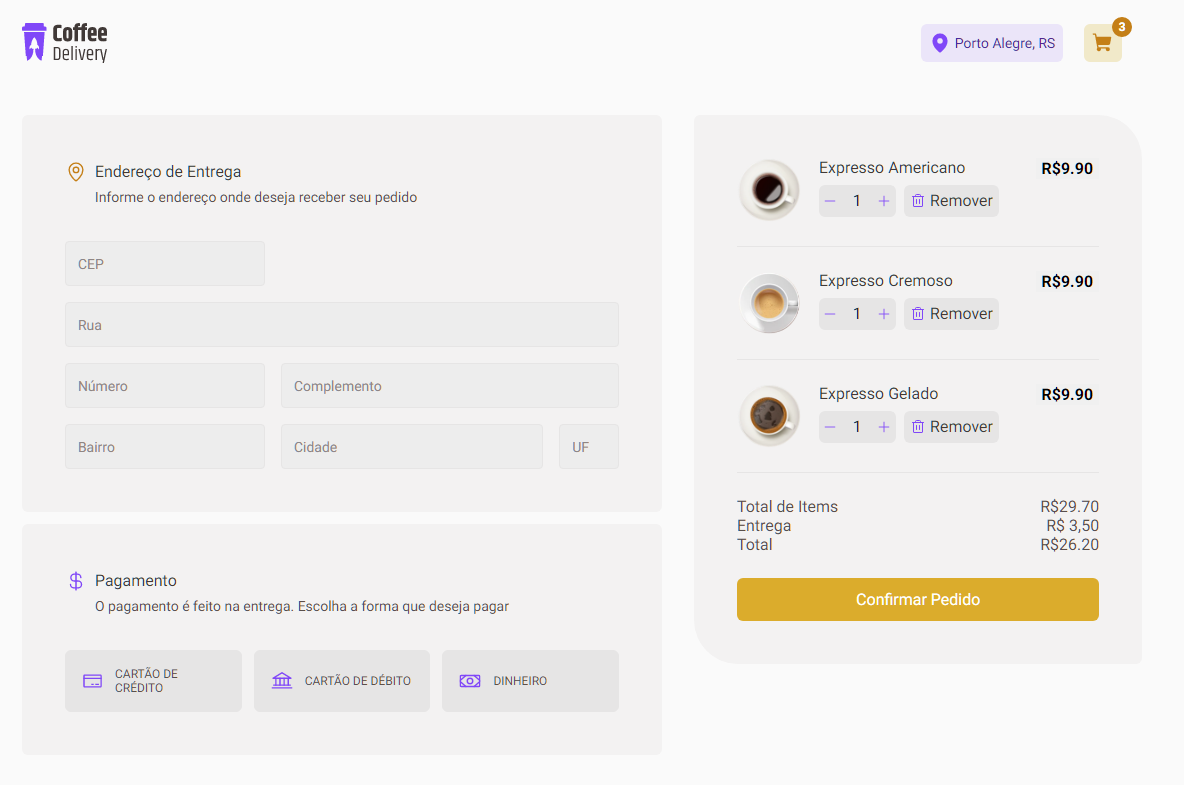 Coffee
Delivery
Porto Alegre, RS
3
Endereço de Entrega
Informe o endereço onde deseja receber seu pedido
CEP
Rua
Número
Complemento
Bairro
Cidade
UF
Pagamento
O pagamento é feito na entrega. Escolha a forma que deseja pagar
CARTÃO DE
CRÉDITO
CARTÃO DE DÉBITO
DINHEIRO
Expresso Americano
R$9.90
1
Remover
Expresso Cremoso
R$9.90
1
Remover
Expresso Gelado
R$9.90
1
Remover
Total de Items R$29.70
Entrega R$ 3,50
Total R$26.20
Confirmar Pedido